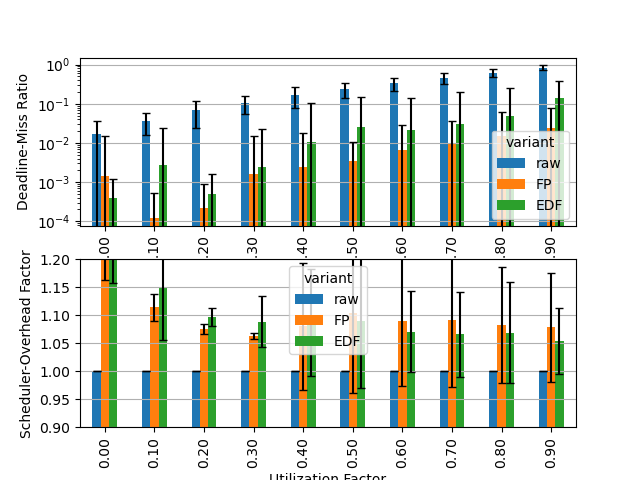 Deadline-Miss Ratio
10⁰
10⁻¹
10⁻²
10⁻³
10⁻⁴
variant
raw
FP
EDF
.00
.10
.20
.30
.40
.50
.60
.70
.80
.90
Scheduler-Overhead Factor
1.20
1.15
1.10
1.05
1.00
0.95
0.90
variant
raw
FP
EDF
0.00
0.10
0.20
0.30
0.40
0.50
0.60
0.70
0.80
0.90
Utilization Factor